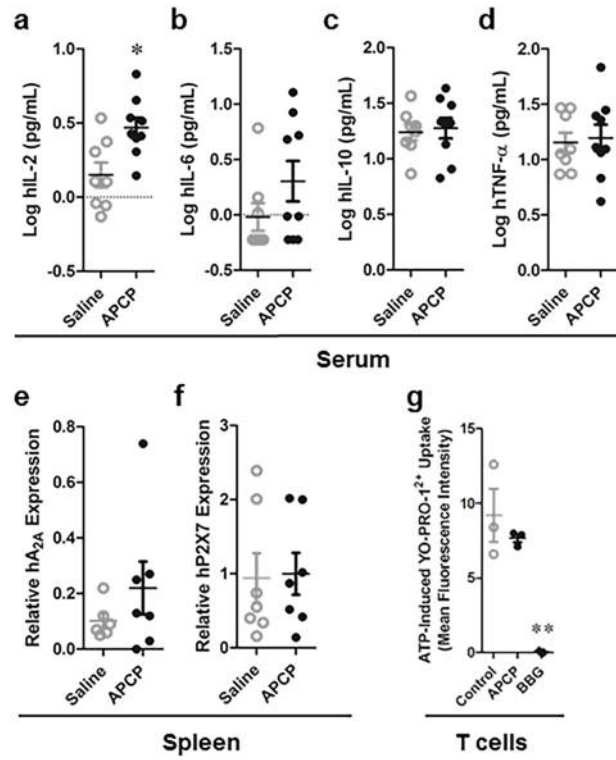 a
b
c
d
Log hIL-2 (pg/mL)
1.0
0.5
0.0
-0.5
*
Saline
APCP
Log hIL-6 (pg/mL)
1.5
1.0
0.5
0.0
-0.5
Saline
APCP
Log hIL-10 (pg/mL)
2.0
1.5
1.0
0.5
0.0
Saline
APCP
Log hTNF-α (pg/mL)
2.0
1.5
1.0
0.5
0.0
Saline
APCP
Serum
e
f
g
Relative hA2A Expression
0.8
0.6
0.4
0.2
0.0
Saline
APCP
Relative hP2X7 Expression
3
2
1
0
Saline
APCP
ATP-Induced YO-PRO-1²⁺ Uptake
(Mean Fluorescence Intensity)
15
10
5
0
**
Control
APCP
BBG
Spleen
T cells